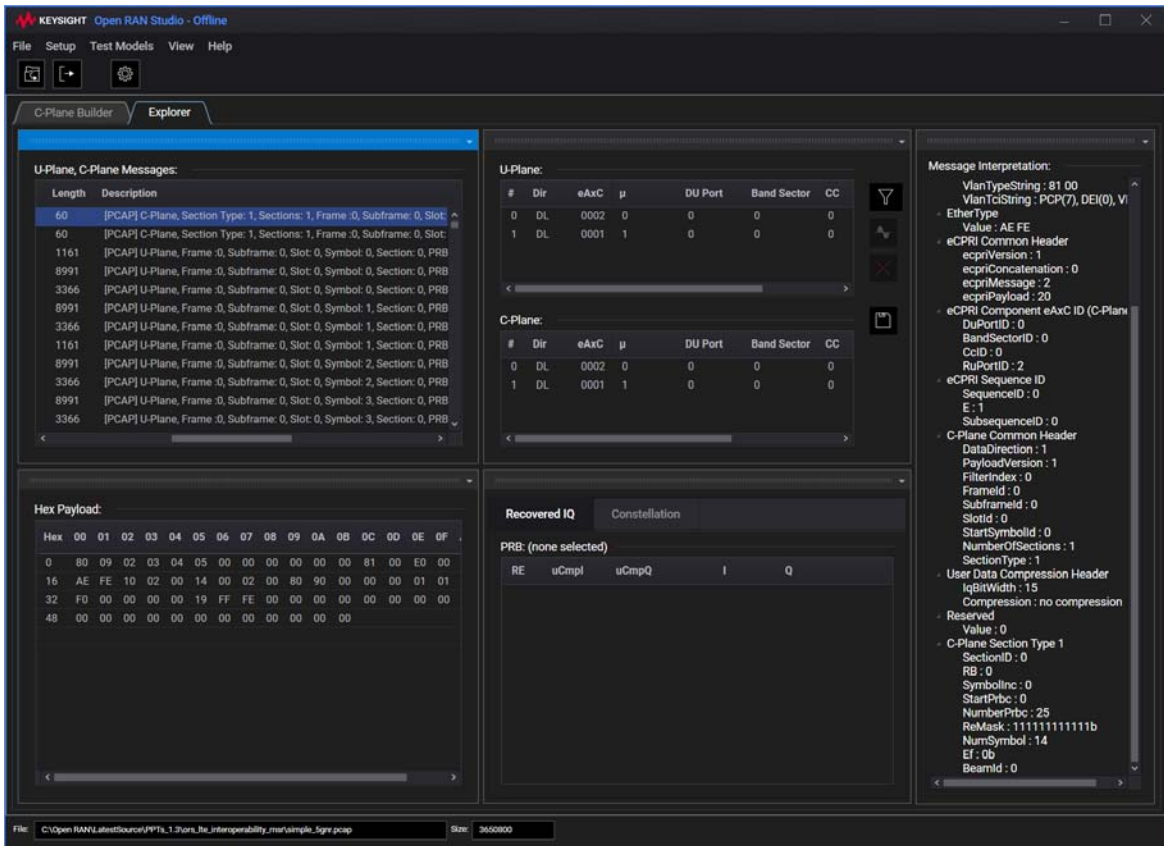 KEYSIGHT Open RAN Studio - Offline
File Setup Test Models View Help
C-Plane Builder Explorer
U-Plane, C-Plane Messages:
Length Description
60 [PCAP] C-Plane, Section Type: 1, Sections: 1, Frame :0, Subframe: 0, Slot:
60 [PCAP] C-Plane, Section Type: 1, Sections: 1, Frame :0, Subframe: 0, Slot:
1161 [PCAP] U-Plane, Frame :0, Subframe: 0, Slot: 0, Symbol: 0, Section: 0, PRB
8991 [PCAP] U-Plane, Frame :0, Subframe: 0, Slot: 0, Symbol: 0, Section: 0, PRB
3366 [PCAP] U-Plane, Frame :0, Subframe: 0, Slot: 0, Symbol: 0, Section: 0, PRB
8991 [PCAP] U-Plane, Frame :0, Subframe: 0, Slot: 0, Symbol: 1, Section: 0, PRB
3366 [PCAP] U-Plane, Frame :0, Subframe: 0, Slot: 0, Symbol: 1, Section: 0, PRB
1161 [PCAP] U-Plane, Frame :0, Subframe: 0, Slot: 0, Symbol: 1, Section: 0, PRB
8991 [PCAP] U-Plane, Frame :0, Subframe: 0, Slot: 0, Symbol: 2, Section: 0, PRB
3366 [PCAP] U-Plane, Frame :0, Subframe: 0, Slot: 0, Symbol: 2, Section: 0, PRB
8991 [PCAP] U-Plane, Frame :0, Subframe: 0, Slot: 0, Symbol: 3, Section: 0, PRB
3366 [PCAP] U-Plane, Frame :0, Subframe: 0, Slot: 0, Symbol: 3, Section: 0, PRB
U-Plane:
# Dir eAxC µ DU Port Band Sector CC
0 DL 0002 0 0 0 0
1 DL 0001 1 0 0 0
C-Plane:
# Dir eAxC µ DU Port Band Sector CC
0 DL 0002 0 0 0 0
1 DL 0001 1 0 0 0
Message Interpretation:
VlanTypeString : 81 00
VlanTciString : PCP(7), DEI(0), VI
EtherType
Value : AE FE
eCPRI Common Header
ecpriVersion : 1
ecpriConcatenation : 0
ecpriMessage : 2
ecpriPayload : 20
eCPRI Component eAxC ID (C-Plane
DuPortID : 0
BandSectorID : 0
CcID : 0
RuPortID : 2
eCPRI Sequence ID
SequenceID : 0
E : 1
SubsequenceID : 0
C-Plane Common Header
DataDirection : 1
PayloadVersion : 1
FilterIndex : 0
FrameId : 0
SubframeId : 0
SlotId : 0
StartSymbolId : 0
NumberOfSections : 1
SectionType : 1
User Data Compression Header
IqBitWidth : 15
Compression : no compression
Reserved
Value : 0
C-Plane Section Type 1
SectionID : 0
RB : 0
SymbolInc : 0
StartPrbc : 0
NumberPrbc : 25
ReMask : 111111111111b
NumSymbol : 14
Ef : 0b
BeamId : 0
Hex Payload:
Hex 00 01 02 03 04 05 06 07 08 09 0A 0B 0C 0D 0E 0F
0 80 09 02 03 04 05 00 00 00 00 00 00 81 00 E0 00
16 AE FE 10 02 00 14 00 02 00 80 90 00 00 00 01 01
32 F0 00 00 00 00 19 FF FE 00 00 00 00 00 00 00 00
48 00 00 00 00 00 00 00 00 00 00 00 00
Recovered IQ Constellation
PRB: (none selected)
RE uCmpI uCmpQ I Q
File: C:\Open RAN\LatestSource\PPTs_1.3\ors_lte_interoperability_msr\simple_5gnr.pcap Size: 3650800